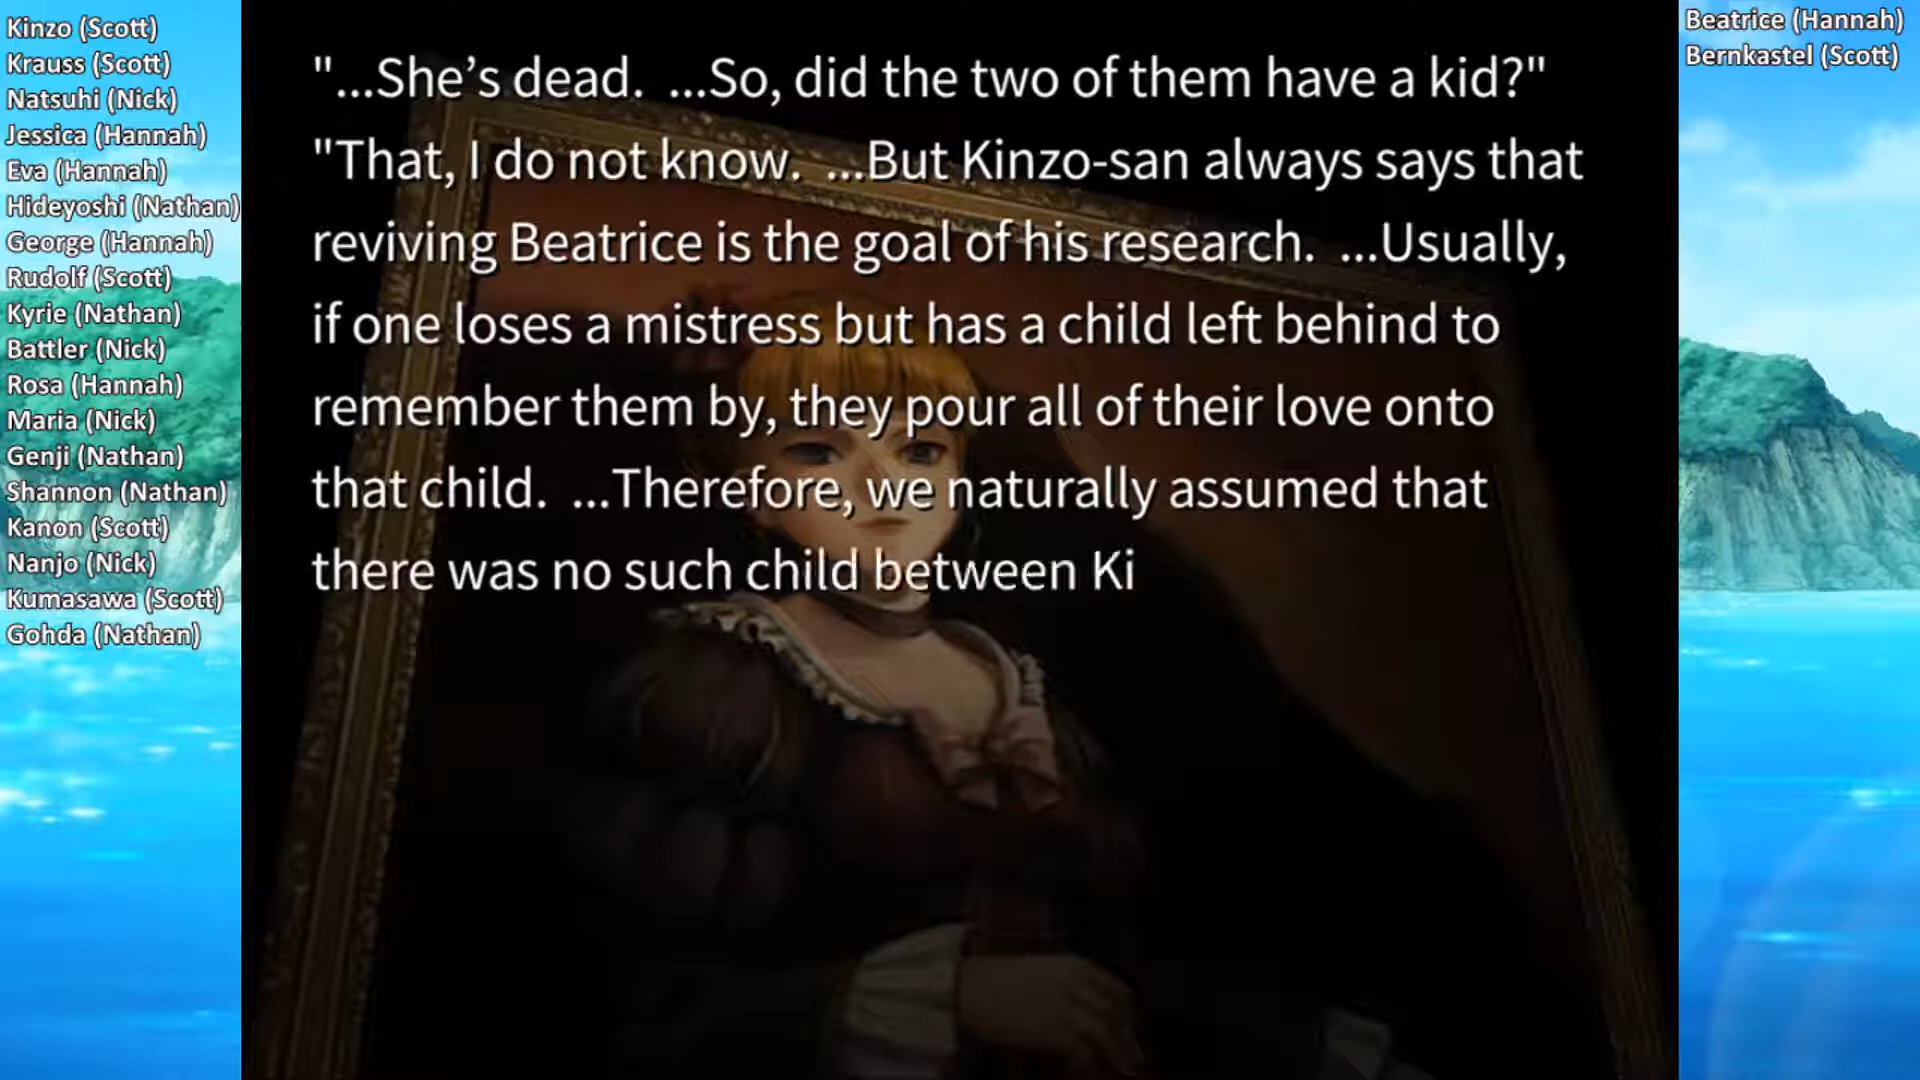 Kinzo (Scott)
Krauss (Scott)
Natsuhi (Nick)
Jessica (Hannah)
Eva (Hannah)
Hideyoshi (Nathan)
George (Hannah)
Rudolf (Scott)
Kyrie (Nathan)
Battler (Nick)
Rosa (Hannah)
Maria (Nick)
Genji (Nathan)
Shannon (Nathan)
Kanon (Scott)
Nanjo (Nick)
Kumasawa (Scott)
Gohda (Nathan)
"...She’s dead.  ...So, did the two of them have a kid?"
"That, I do not know.  ...But Kinzo-san always says that
reviving Beatrice is the goal of his research.  ...Usually,
if one loses a mistress but has a child left behind to
remember them by, they pour all of their love onto
that child.  ...Therefore, we naturally assumed that
there was no such child between Ki
Beatrice (Hannah)
Bernkastel (Scott)